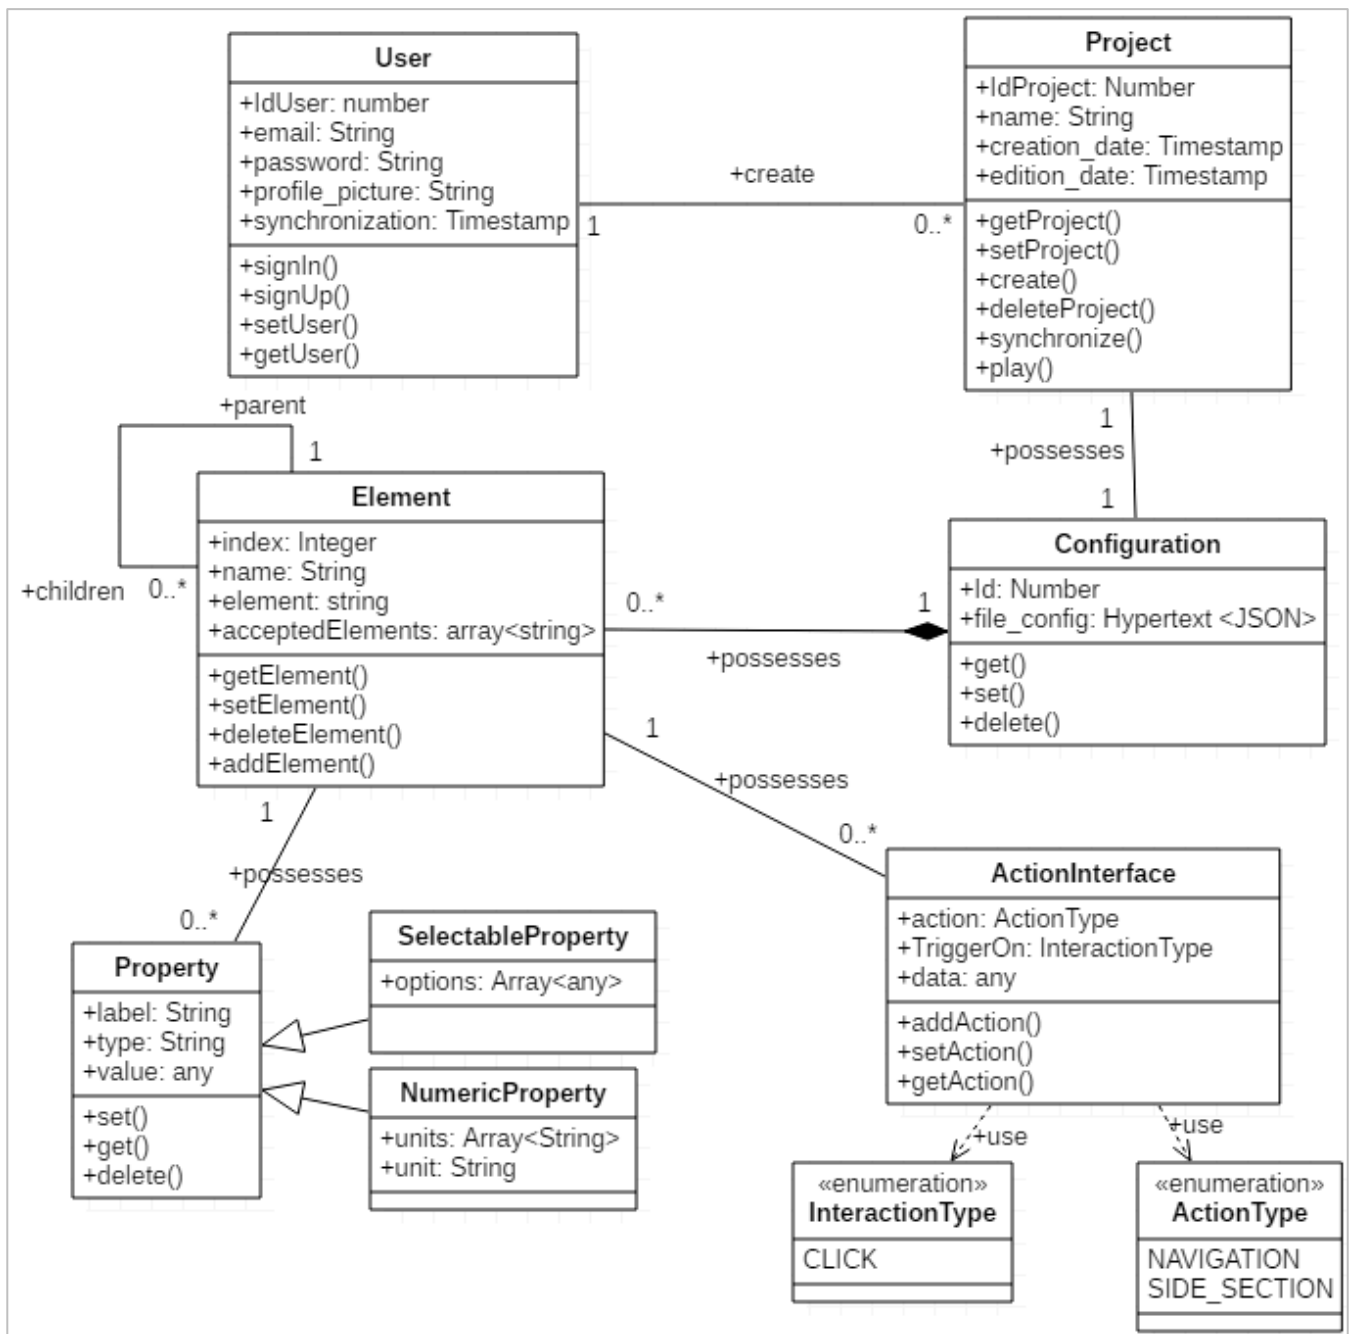 User
+IdUser: number
+email: String
+password: String
+profile_picture: String
+synchronization: Timestamp
+signIn()
+signUp()
+setUser()
+getUser()
+create
1
0..*
Project
+IdProject: Number
+name: String
+creation_date: Timestamp
+edition_date: Timestamp
+getProject()
+setProject()
+create()
+deleteProject()
+synchronize()
+play()
1
+possesses
1
+parent
1
+children
0..*
Element
+index: Integer
+name: String
+element: string
+acceptedElements: array<string>
+getElement()
+setElement()
+deleteElement()
+addElement()
0..*
1
+possesses
Configuration
+Id: Number
+file_config: Hypertext <JSON>
+get()
+set()
+delete()
1
+possesses
0..*
1
+possesses
0..*
Property
+label: String
+type: String
+value: any
+set()
+get()
+delete()
SelectableProperty
+options: Array<any>
NumericProperty
+units: Array<String>
+unit: String
ActionInterface
+action: ActionType
+TriggerOn: InteractionType
+data: any
+addAction()
+setAction()
+getAction()
+use
+use
«enumeration»
InteractionType
CLICK
«enumeration»
ActionType
NAVIGATION
SIDE_SECTION